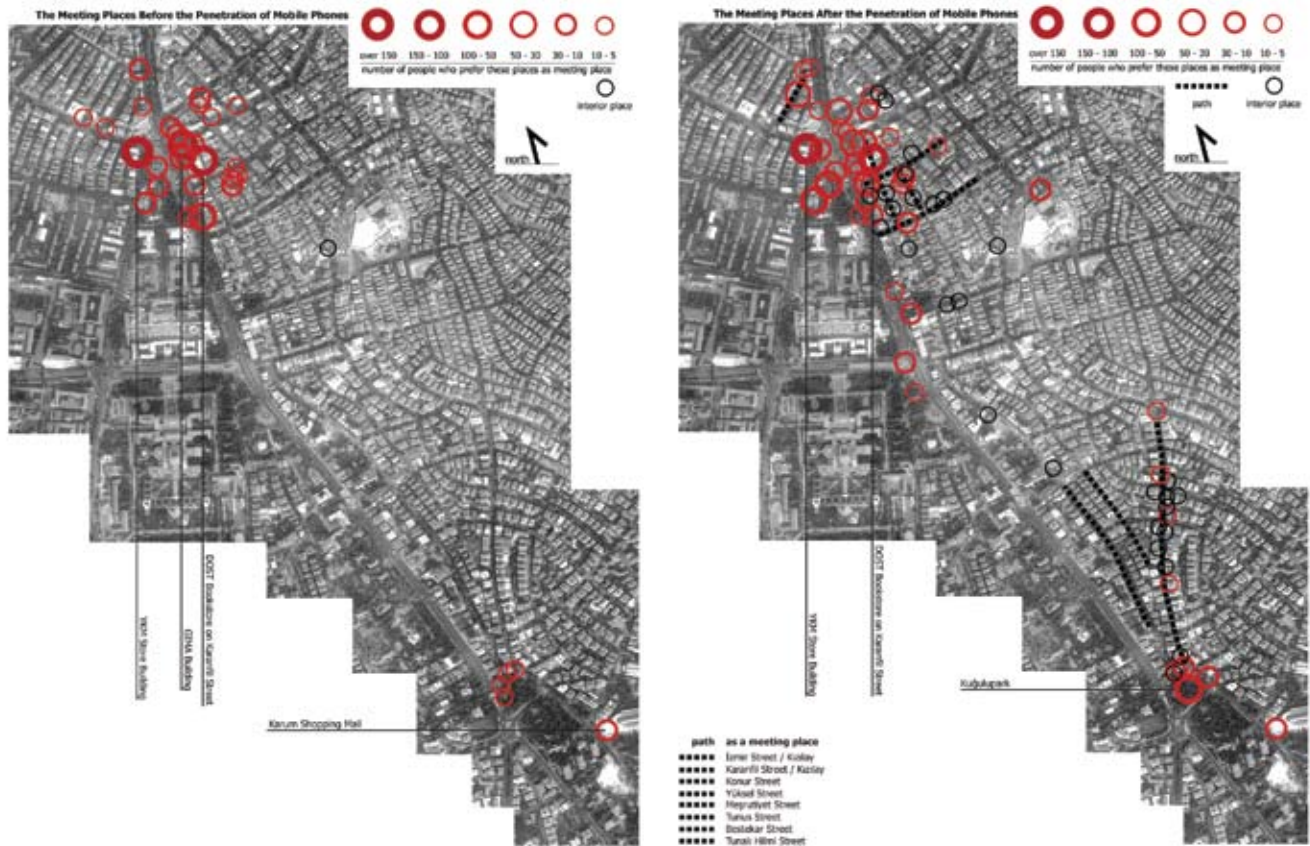 The Meeting Places Before the Penetration of Mobile Phones
over 150
150 - 100
100 - 50
50 - 30
30 - 10
10 - 5
number of people who prefer these places as meeting place
interior place
north
YKM Store Building
GIMA Building
DOST Bookstore on Karanfil Street
Karum Shopping Mall
The Meeting Places After the Penetration of Mobile Phones
over 150
150 - 100
100 - 50
50 - 20
30 - 10
10 - 5
number of people who prefer these places as meeting place
path
interior place
north
YKM Store Building
DOST Bookstore on Karanfil Street
Kuğulupark
path as a meeting place
İzmir Street / Kızılay
Karanfil Street / Kızılay
Konur Street
Yüksel Street
Meşrutiyet Street
Tunus Street
Bestekar Street
Tunalı Hilmi Street